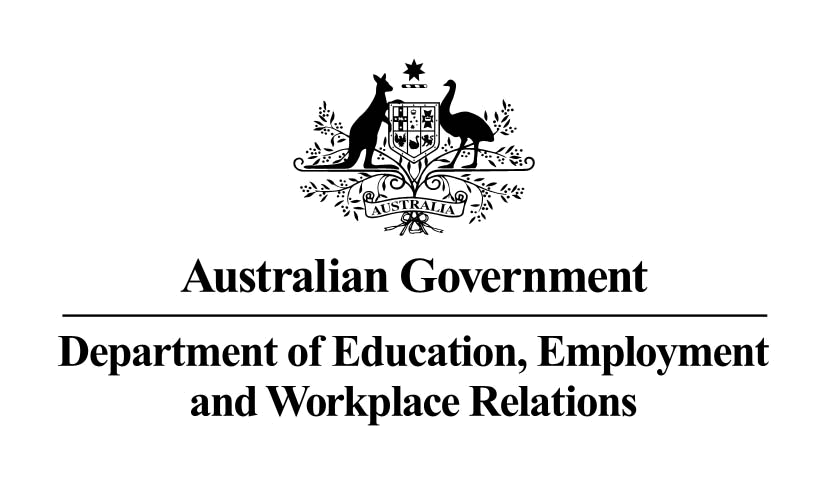 AUSTRALIA
Australian Government
Department of Education, Employment
and Workplace Relations